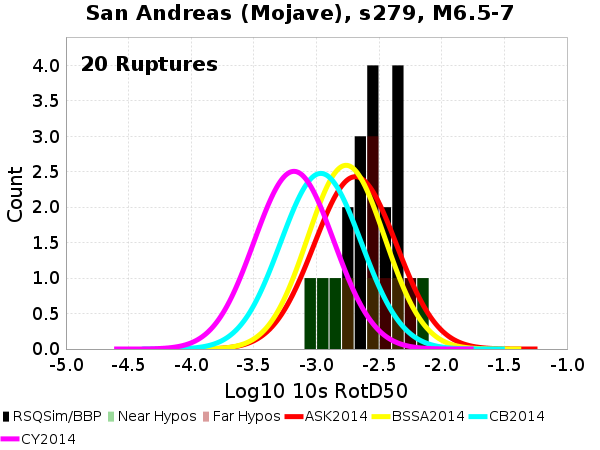 San Andreas (Mojave), s279, M6.5-7
20 Ruptures
Count
4.0
3.5
3.0
2.5
2.0
1.5
1.0
0.5
0.0
-5.0 -4.5 -4.0 -3.5 -3.0 -2.5 -2.0 -1.5 -1.0
Log10 10s RotD50
RSQSim/BBP Near Hypos Far Hypos ASK2014 BSSA2014 CB2014
CY2014